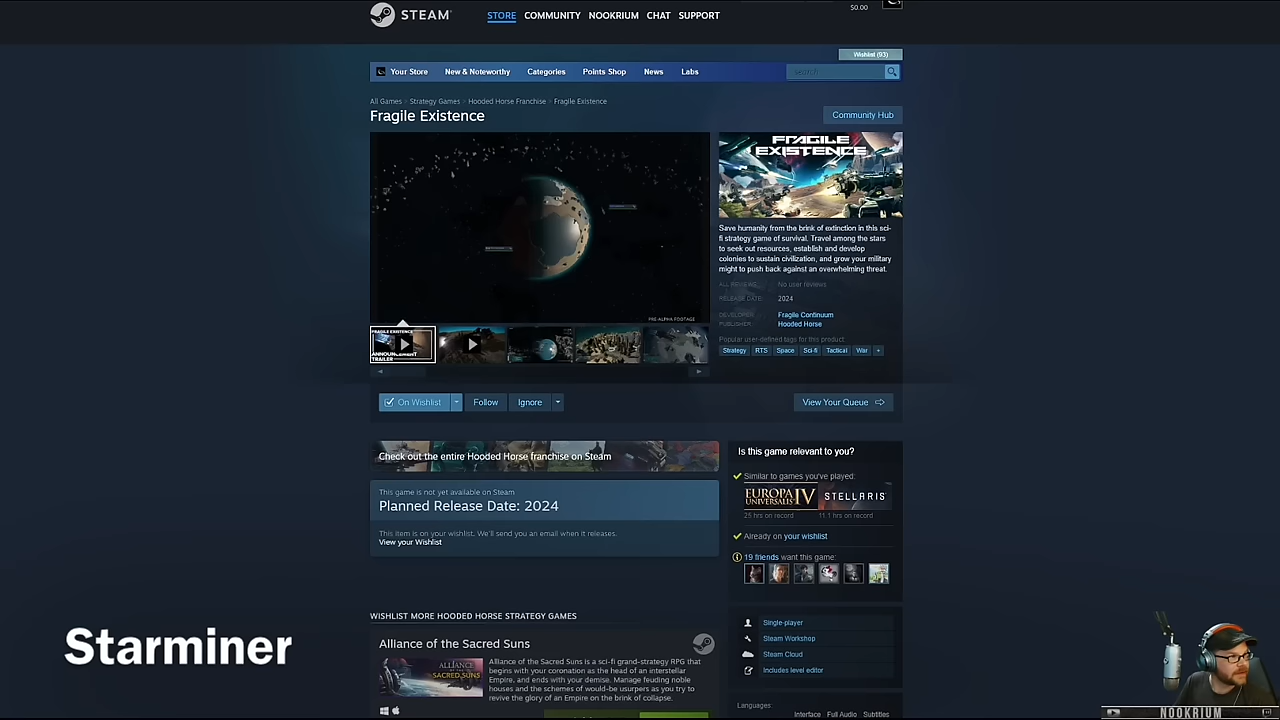 $0.00
STEAM
STORE COMMUNITY NOOKRIUM CHAT SUPPORT
Wishlist (93)
Your Store New & Noteworthy Categories Points Shop News Labs
All Games > Strategy Games > Hooded Horse Franchise > Fragile Existence
Fragile Existence
Community Hub
FRAGILE
EXISTENCE
Save humanity from the brink of extinction in this sci-
fi strategy game of survival. Travel among the stars
to seek out resources, establish and develop
colonies to sustain civilization, and grow your military
might to push back against an overwhelming threat.
ALL REVIEWS: No user reviews
RELEASE DATE: 2024
DEVELOPER: Fragile Continuum
PUBLISHER: Hooded Horse
Popular user-defined tags for this product:
Strategy RTS Space Sci-fi Tactical War +
PRE-ALPHA FOOTAGE
FRAGILE EXISTENCE
ANNOUNCEMENT
TRAILER
On Wishlist Follow Ignore
View Your Queue
Check out the entire Hooded Horse franchise on Steam
This game is not yet available on Steam
Planned Release Date: 2024
This item is on your wishlist. We'll send you an email when it releases.
View your Wishlist
Is this game relevant to you?
Similar to games you've played:
EUROPA
UNIVERSALIS IV
STELLARIS
25 hrs on record
11.1 hrs on record
Already on your wishlist
19 friends want this game:
Single-player
Steam Workshop
Steam Cloud
Includes level editor
Languages:
Interface Full Audio Subtitles
WISHLIST MORE HOODED HORSE STRATEGY GAMES
Alliance of the Sacred Suns
ALLIANCE
OF THE
SACRED SUNS
Alliance of the Sacred Suns is a sci-fi grand-strategy RPG that
begins with your coronation as the head of an interstellar
Empire, and ends with your demise. Manage feuding noble
houses and the schemes of would-be usurpers as you try to
revive the glory of an Empire on the brink of collapse.
Starminer
NOOKRIUM